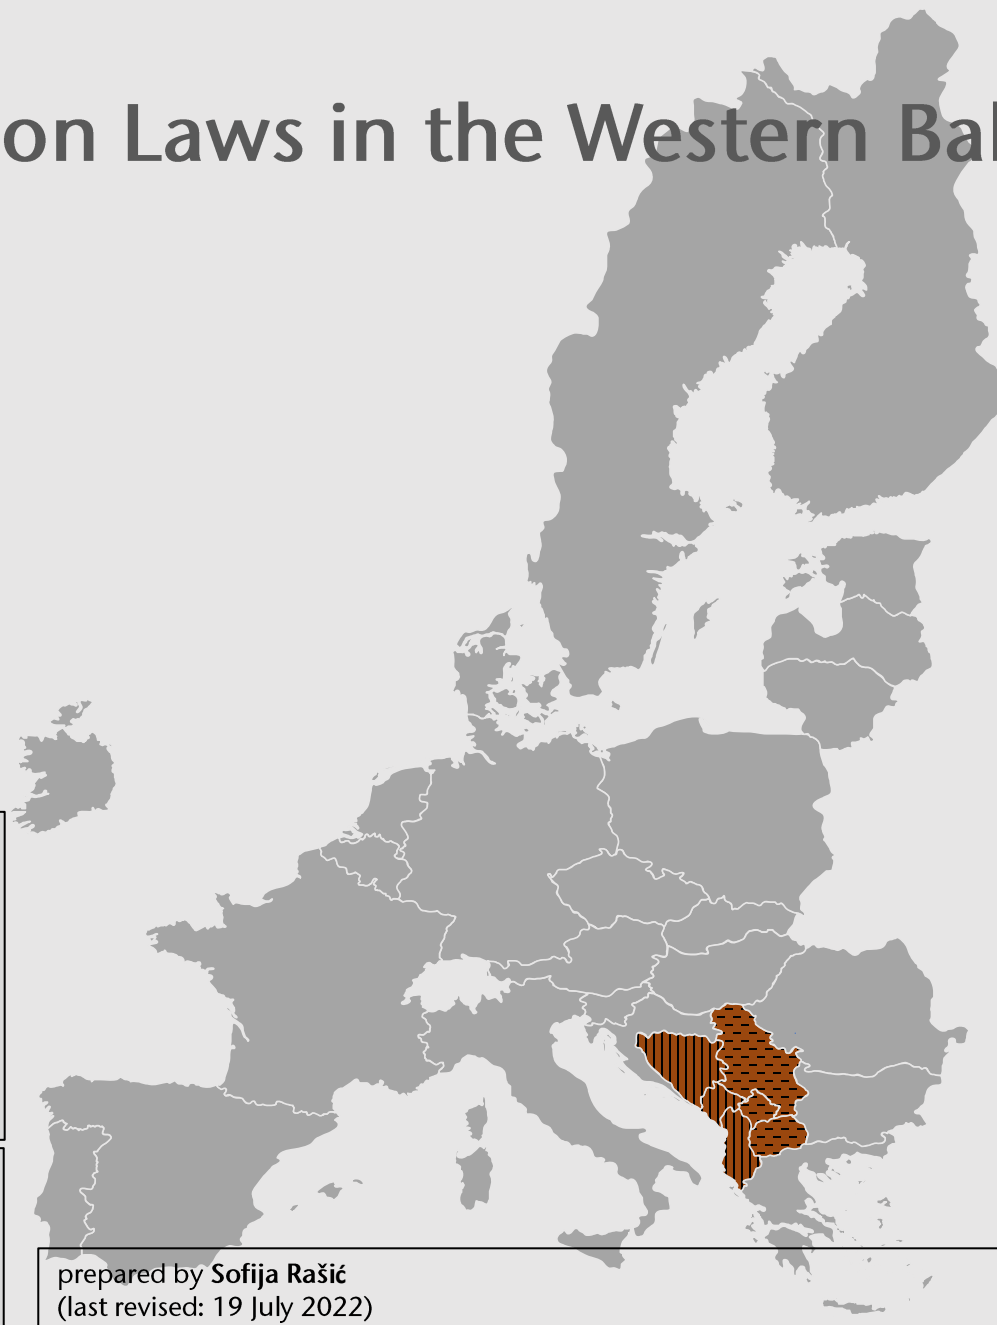 on Laws in the Western Bal
prepared by Sofija Rašić
(last revised: 19 July 2022)